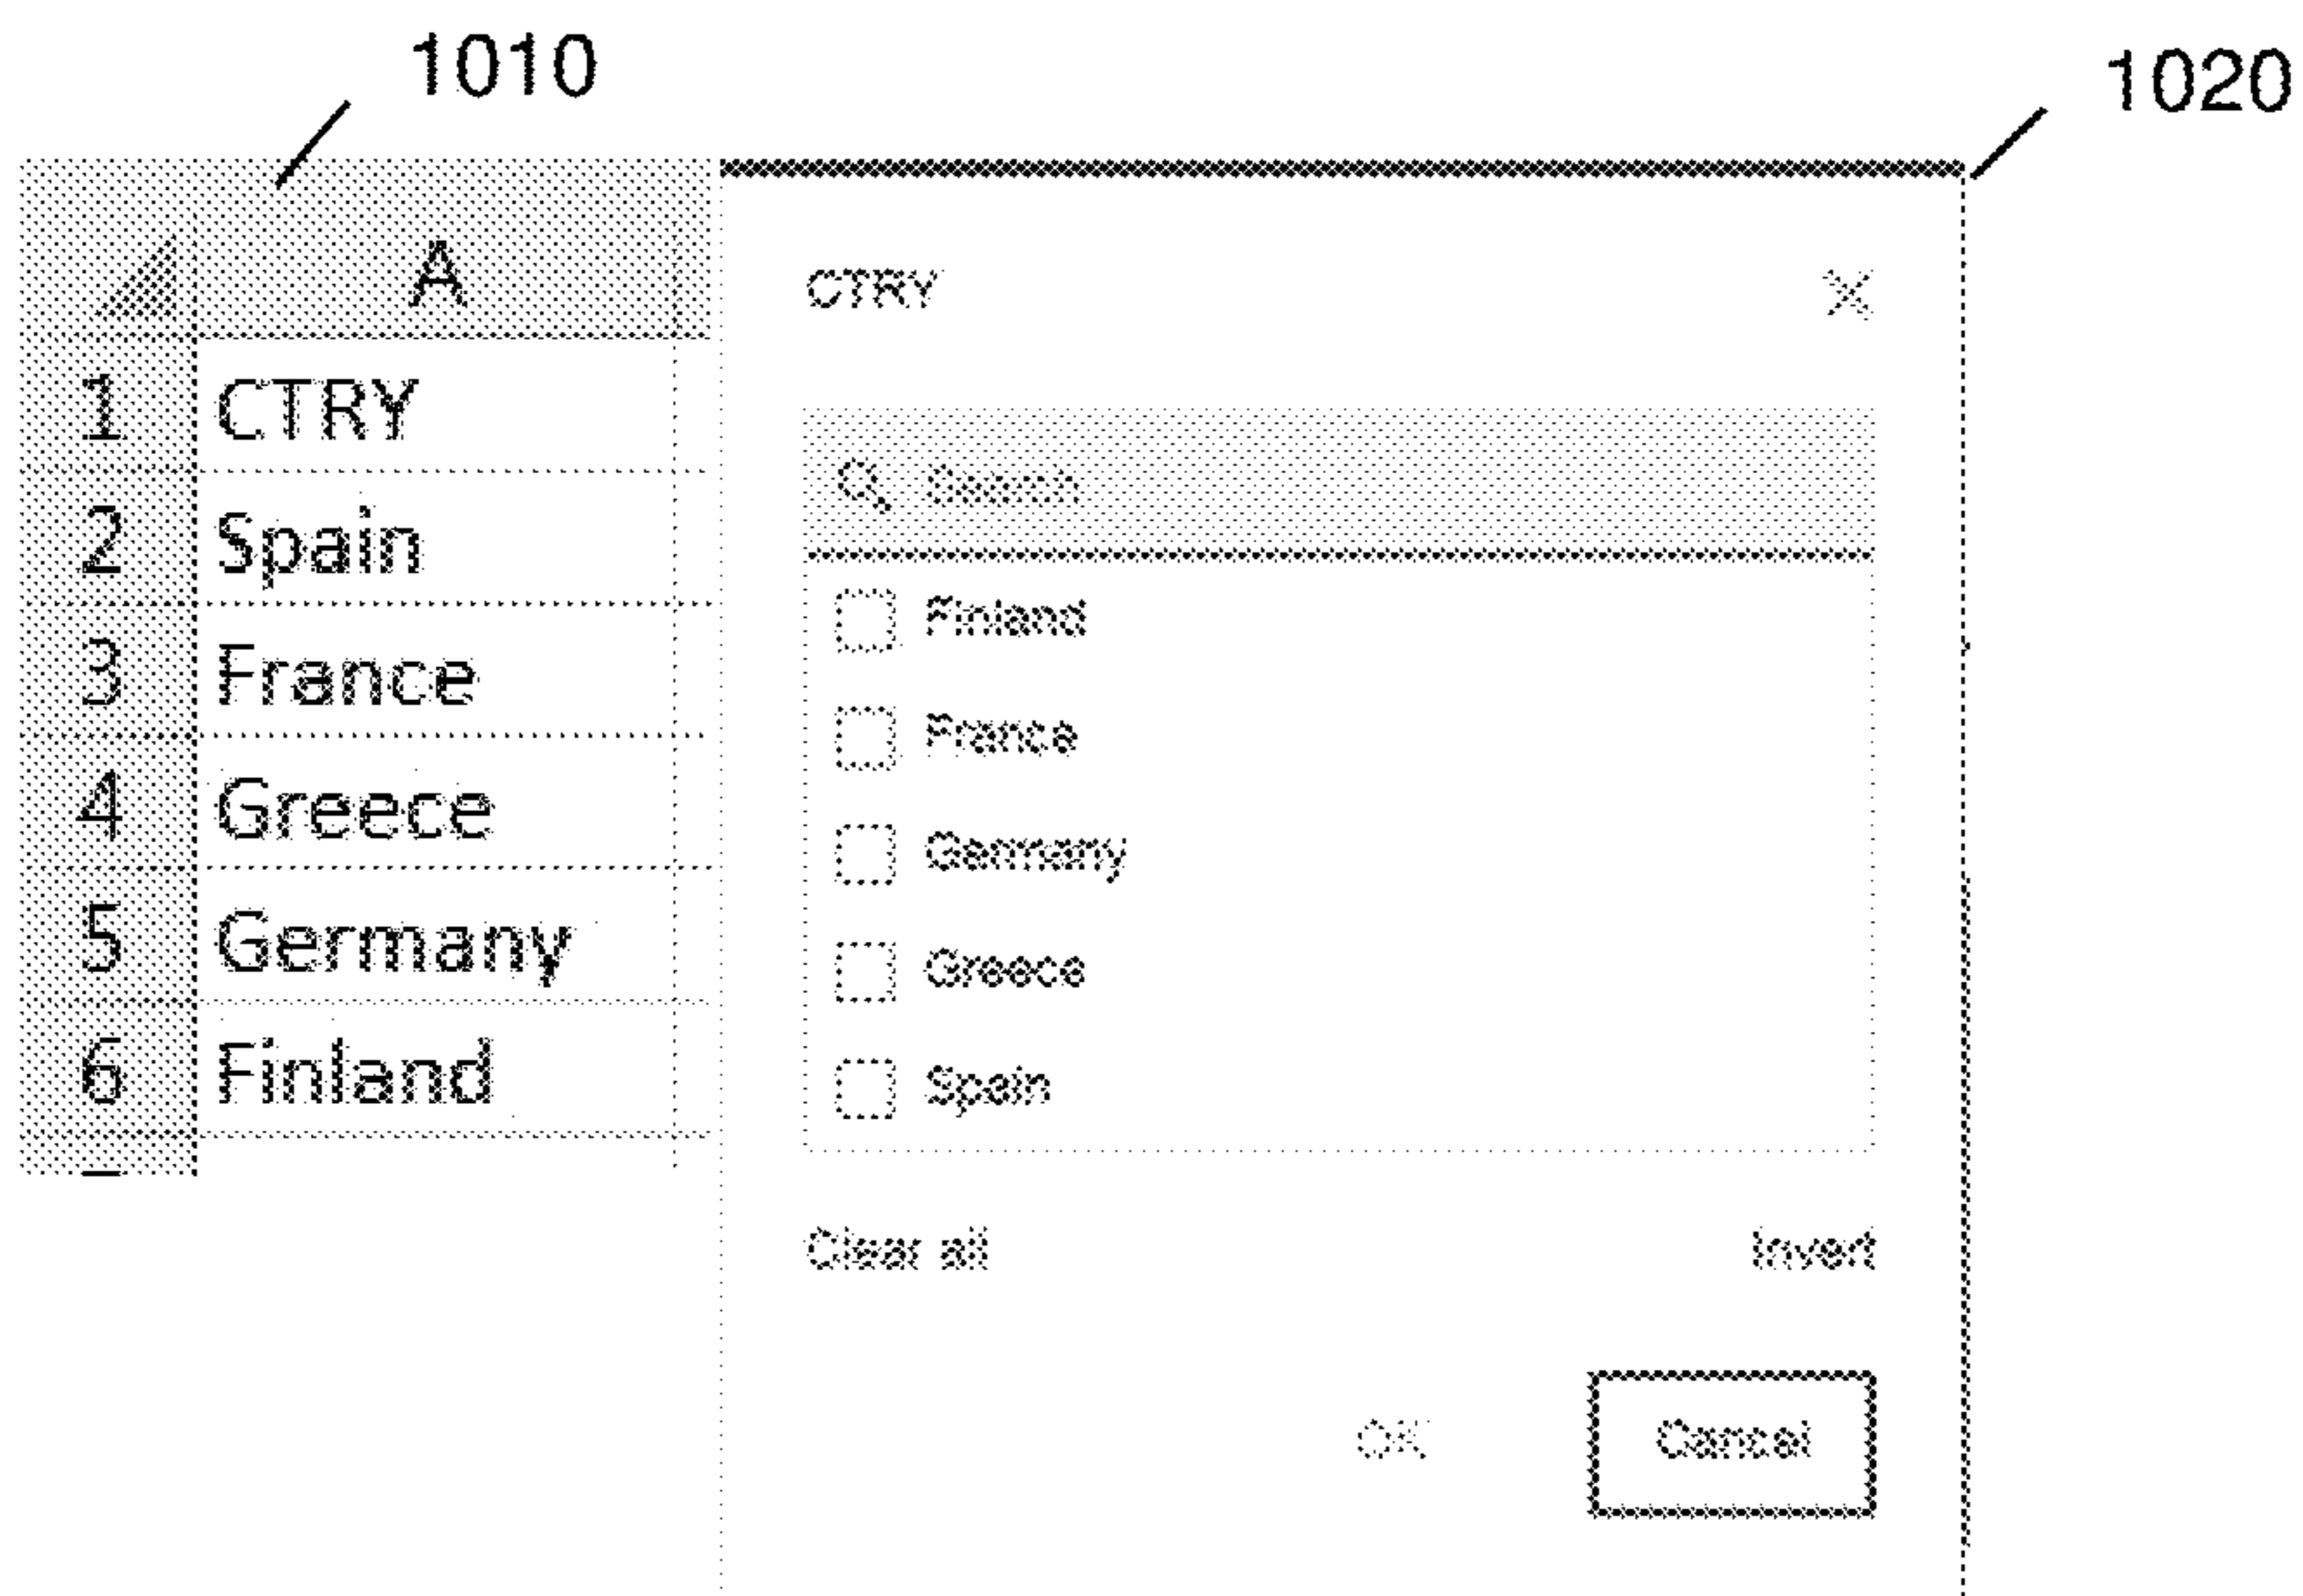 1010
1020
A
1 CTRY
2 Spain
3 France
4 Greece
5 Germany
6 Finland
CTRY
Search
Finland
France
Germany
Greece
Spain
Clear all
Invert
OK
Cancel